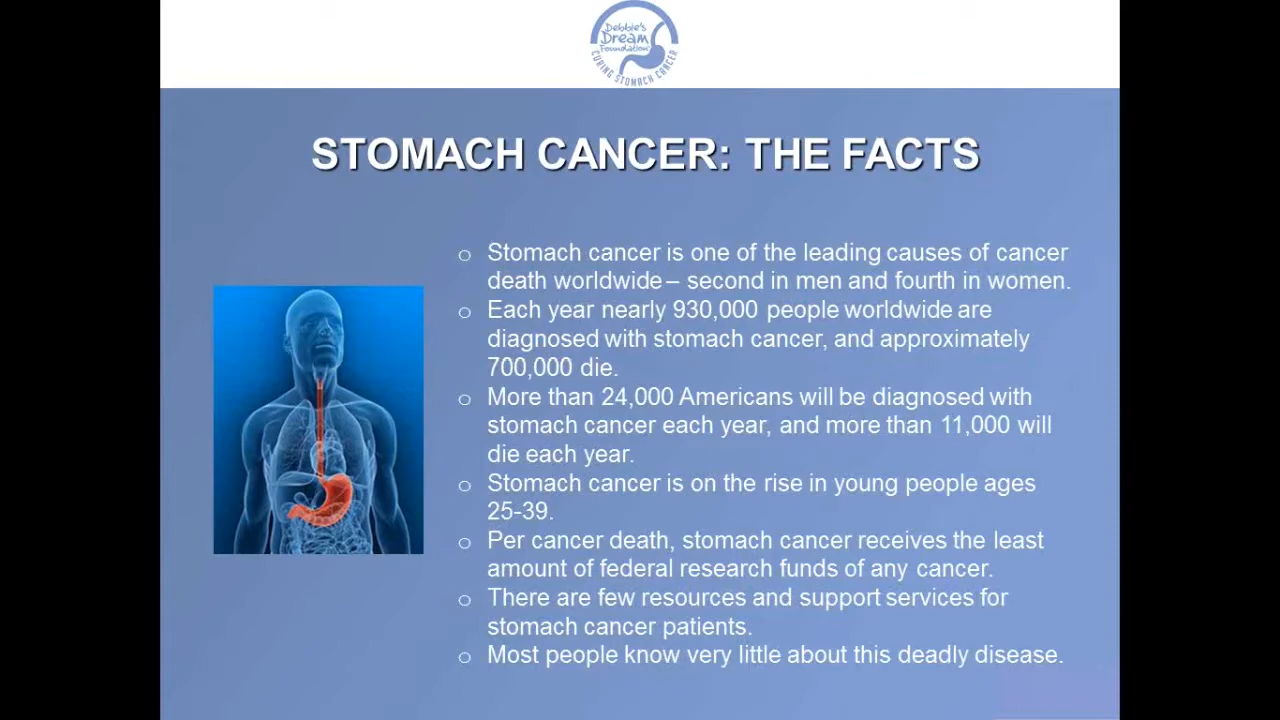 Debbie's
Dream
Foundation
CURING STOMACH CANCER
STOMACH CANCER: THE FACTS
o Stomach cancer is one of the leading causes of cancer
death worldwide – second in men and fourth in women.
o Each year nearly 930,000 people worldwide are
diagnosed with stomach cancer, and approximately
700,000 die.
o More than 24,000 Americans will be diagnosed with
stomach cancer each year, and more than 11,000 will
die each year.
o Stomach cancer is on the rise in young people ages
25-39.
o Per cancer death, stomach cancer receives the least
amount of federal research funds of any cancer.
o There are few resources and support services for
stomach cancer patients.
o Most people know very little about this deadly disease.